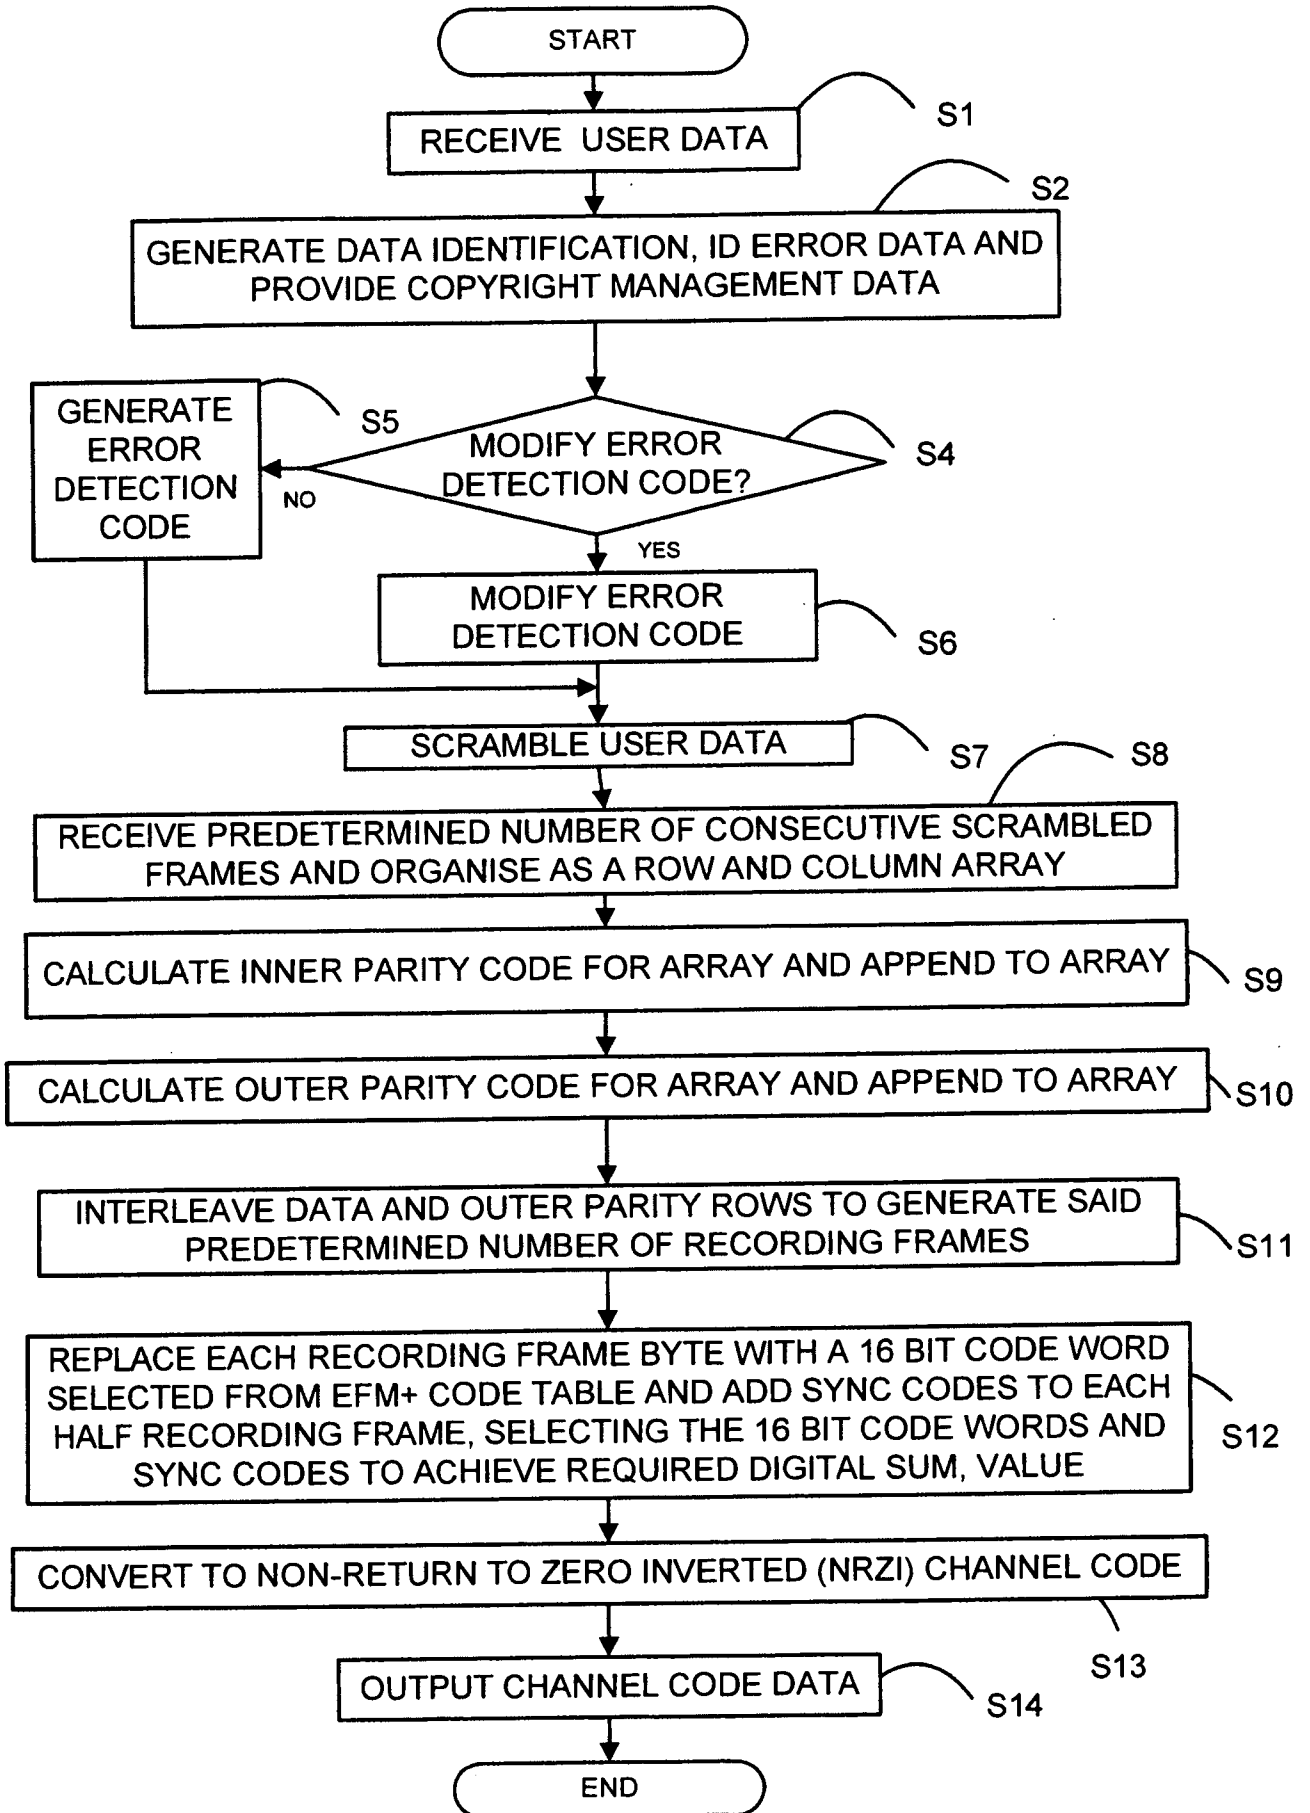 START
RECEIVE USER DATA
S1
S2
GENERATE DATA IDENTIFICATION, ID ERROR DATA AND
PROVIDE COPYRIGHT MANAGEMENT DATA
GENERATE
ERROR
DETECTION
CODE
S5
NO
MODIFY ERROR
DETECTION CODE?
S4
YES
MODIFY ERROR
DETECTION CODE
S6
SCRAMBLE USER DATA
S7
S8
RECEIVE PREDETERMINED NUMBER OF CONSECUTIVE SCRAMBLED
FRAMES AND ORGANISE AS A ROW AND COLUMN ARRAY
CALCULATE INNER PARITY CODE FOR ARRAY AND APPEND TO ARRAY
S9
CALCULATE OUTER PARITY CODE FOR ARRAY AND APPEND TO ARRAY
S10
INTERLEAVE DATA AND OUTER PARITY ROWS TO GENERATE SAID
PREDETERMINED NUMBER OF RECORDING FRAMES
S11
REPLACE EACH RECORDING FRAME BYTE WITH A 16 BIT CODE WORD
SELECTED FROM EFM+ CODE TABLE AND ADD SYNC CODES TO EACH
HALF RECORDING FRAME, SELECTING THE 16 BIT CODE WORDS AND
SYNC CODES TO ACHIEVE REQUIRED DIGITAL SUM, VALUE
S12
CONVERT TO NON-RETURN TO ZERO INVERTED (NRZI) CHANNEL CODE
S13
OUTPUT CHANNEL CODE DATA
S14
END